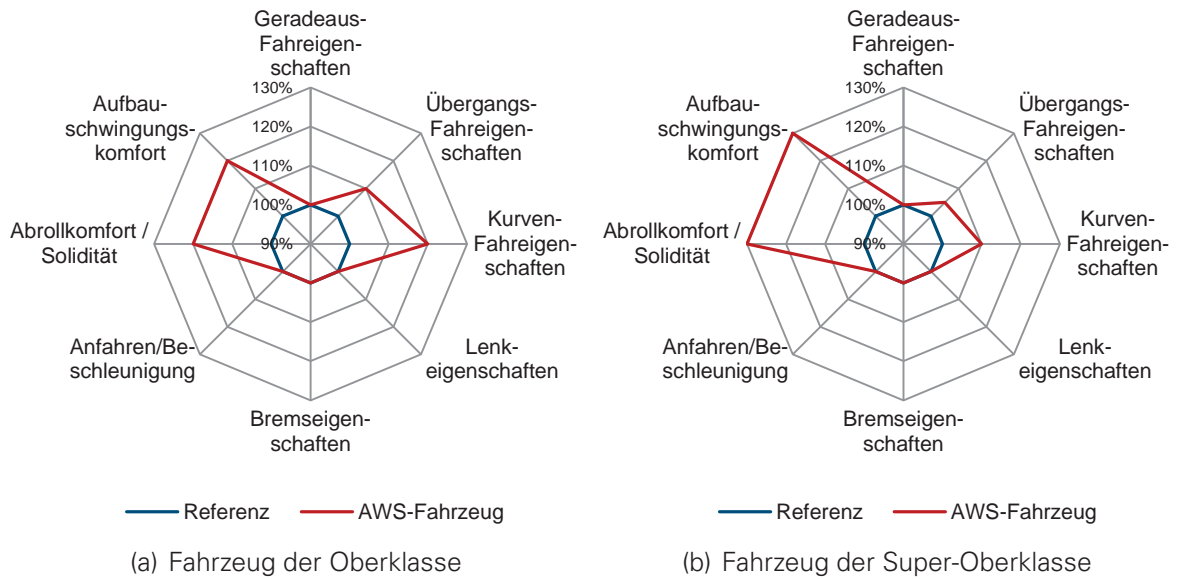 Geradeaus-
Fahreigen-
schaften
130%
120%
110%
100%
90%
Übergangs-
Fahreigen-
schaften
Kurven-
Fahreigen-
schaften
Lenk-
eigenschaften
Bremseigen-
schaften
Anfahren/Be-
schleunigung
Abrollkomfort /
Solidität
Aufbau-
schwingungs-
komfort
Referenz
AWS-Fahrzeug
(a) Fahrzeug der Oberklasse
Geradeaus-
Fahreigen-
schaften
130%
120%
110%
100%
90%
Übergangs-
Fahreigen-
schaften
Kurven-
Fahreigen-
schaften
Lenk-
eigenschaften
Bremseigen-
schaften
Anfahren/Be-
schleunigung
Abrollkomfort /
Solidität
Aufbau-
schwingungs-
komfort
Referenz
AWS-Fahrzeug
(b) Fahrzeug der Super-Oberklasse